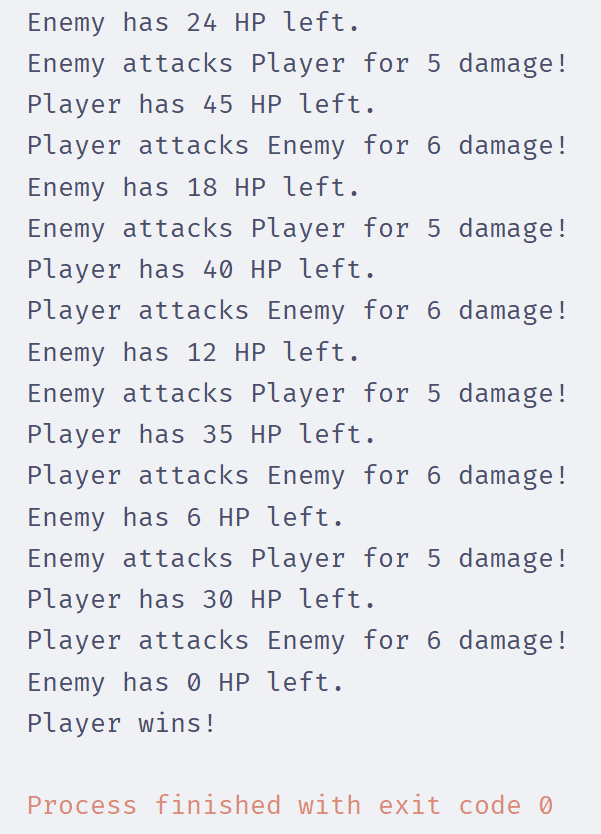 Enemy has 24 HP left.
Enemy attacks Player for 5 damage!
Player has 45 HP left.
Player attacks Enemy for 6 damage!
Enemy has 18 HP left.
Enemy attacks Player for 5 damage!
Player has 40 HP left.
Player attacks Enemy for 6 damage!
Enemy has 12 HP left.
Enemy attacks Player for 5 damage!
Player has 35 HP left.
Player attacks Enemy for 6 damage!
Enemy has 6 HP left.
Enemy attacks Player for 5 damage!
Player has 30 HP left.
Player attacks Enemy for 6 damage!
Enemy has 0 HP left.
Player wins!
Process finished with exit code 0